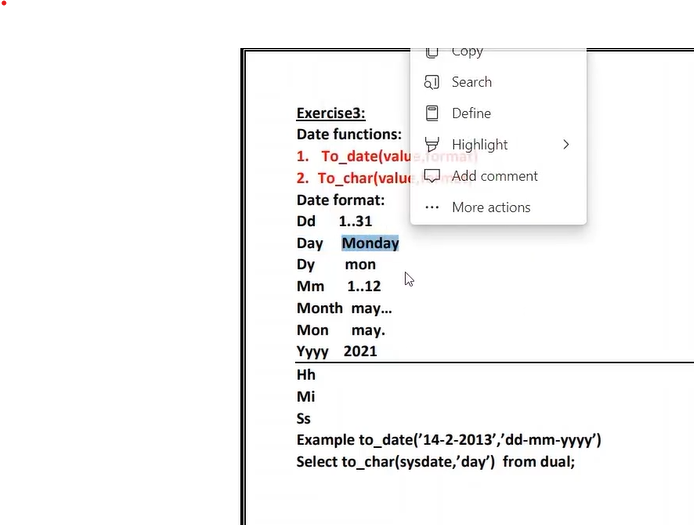 Copy
Search
Define
Highlight
Add comment
More actions
Exercise3:
Date functions:
1. To_date(value,format)
2. To_char(value,
Date format:
Dd 1..31
Day Monday
Dy mon
Mm 1..12
Month may...
Mon may.
Yyyy 2021
Hh
Mi
Ss
Example to_date('14-2-2013','dd-mm-yyyy')
Select to_char(sysdate,'day') from dual;